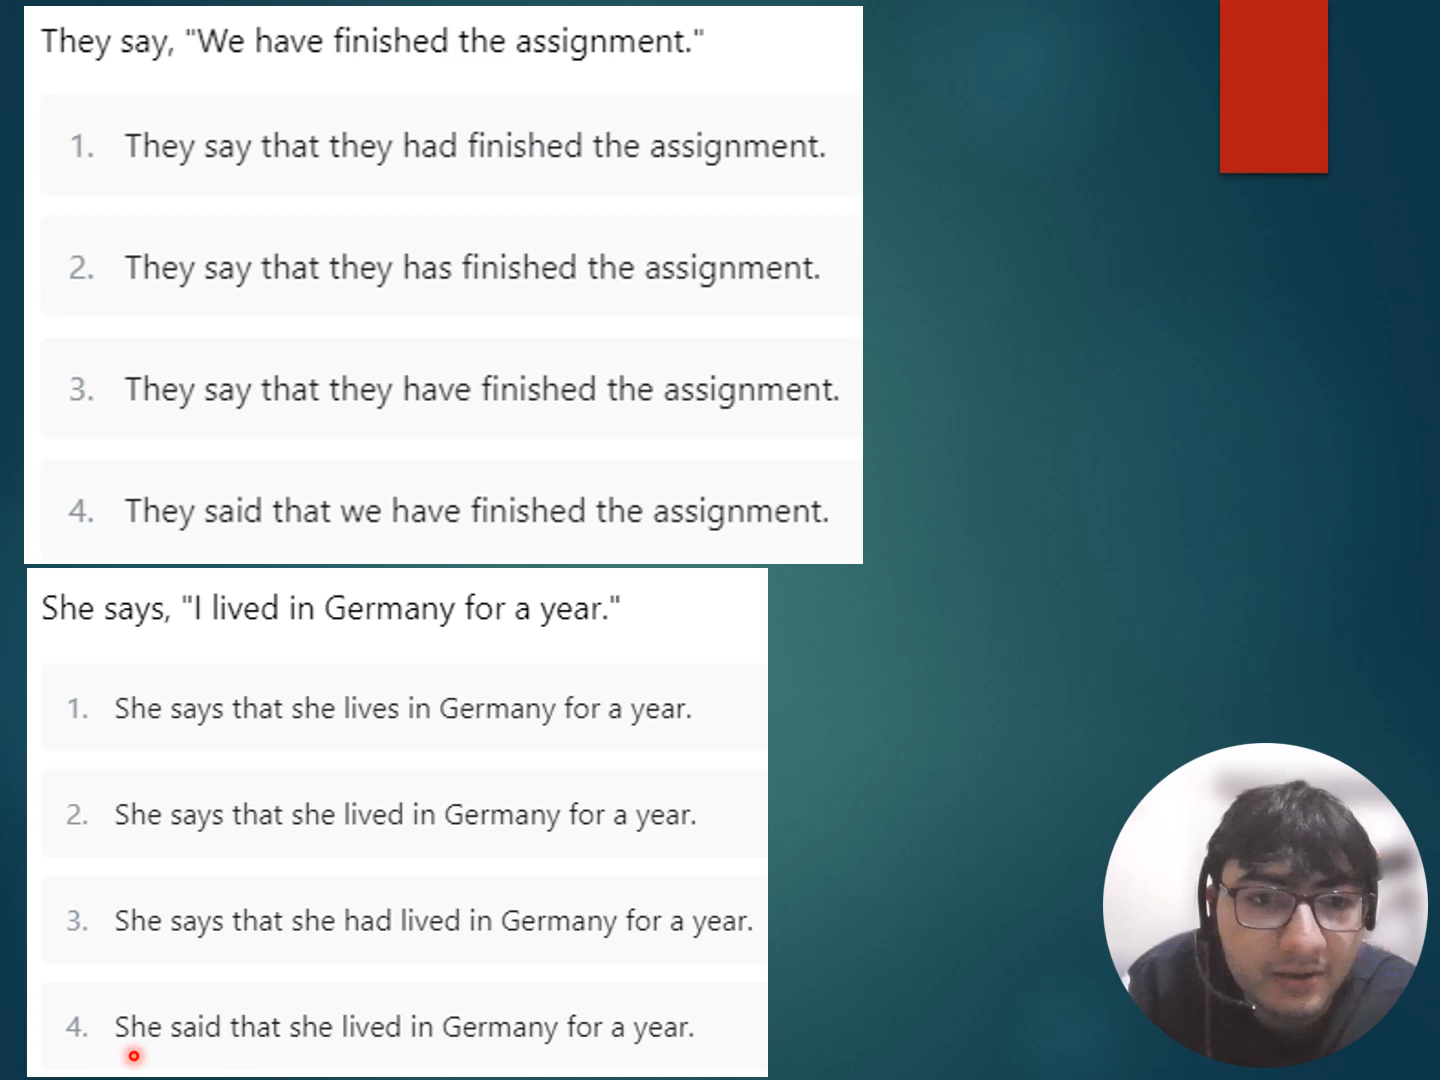 They say, "We have finished the assignment."
1. They say that they had finished the assignment.
2. They say that they has finished the assignment.
3. They say that they have finished the assignment.
4. They said that we have finished the assignment.
She says, "I lived in Germany for a year."
1. She says that she lives in Germany for a year.
2. She says that she lived in Germany for a year.
3. She says that she had lived in Germany for a year.
4. She said that she lived in Germany for a year.